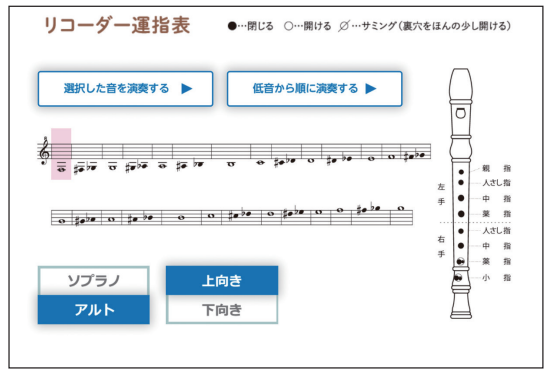 リコーダー運指表
●…閉じる ○…開ける ∅…サミング(裏穴をほんの少し開ける)
選択した音を演奏する ▶
低音から順に演奏する ▶
ソプラノ
アルト
上向き
下向き
左手
親指
人さし指
中指
薬指
右手
人さし指
中指
薬指
小指